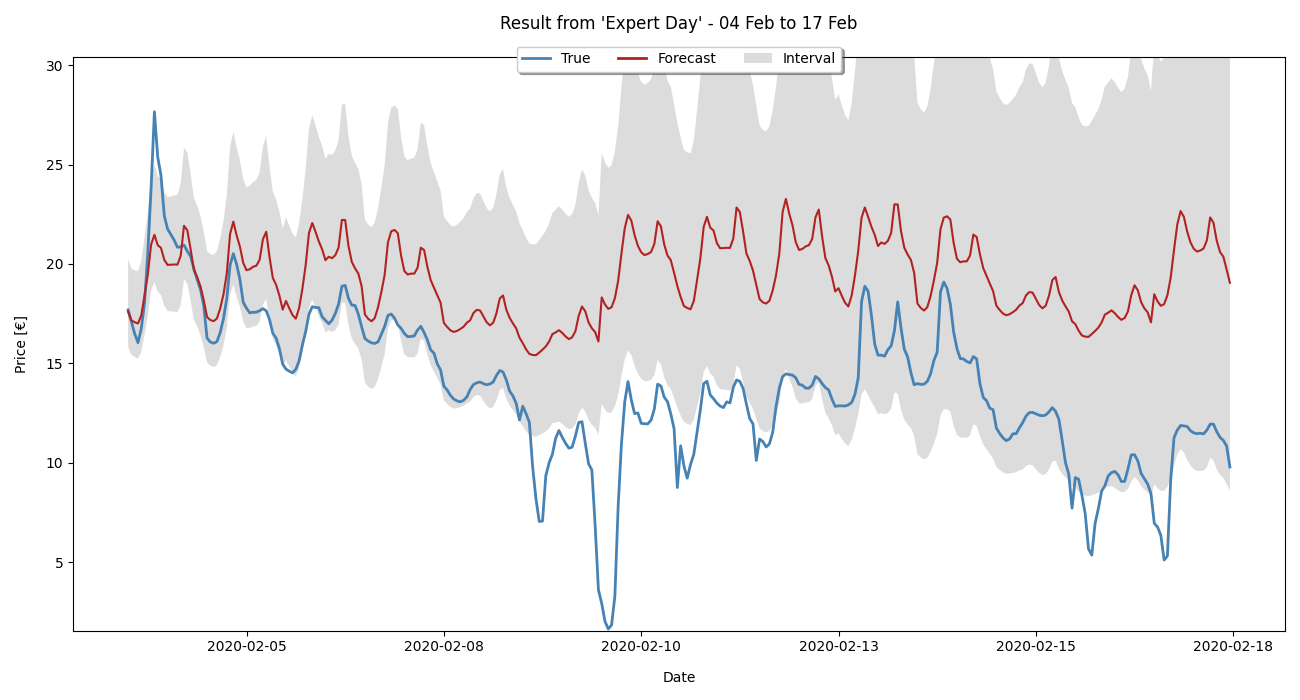 Result from 'Expert Day' - 04 Feb to 17 Feb
True Forecast Interval
30
25
20
15
10
5
Price [€]
2020-02-05 2020-02-08 2020-02-10 2020-02-13 2020-02-15 2020-02-18
Date